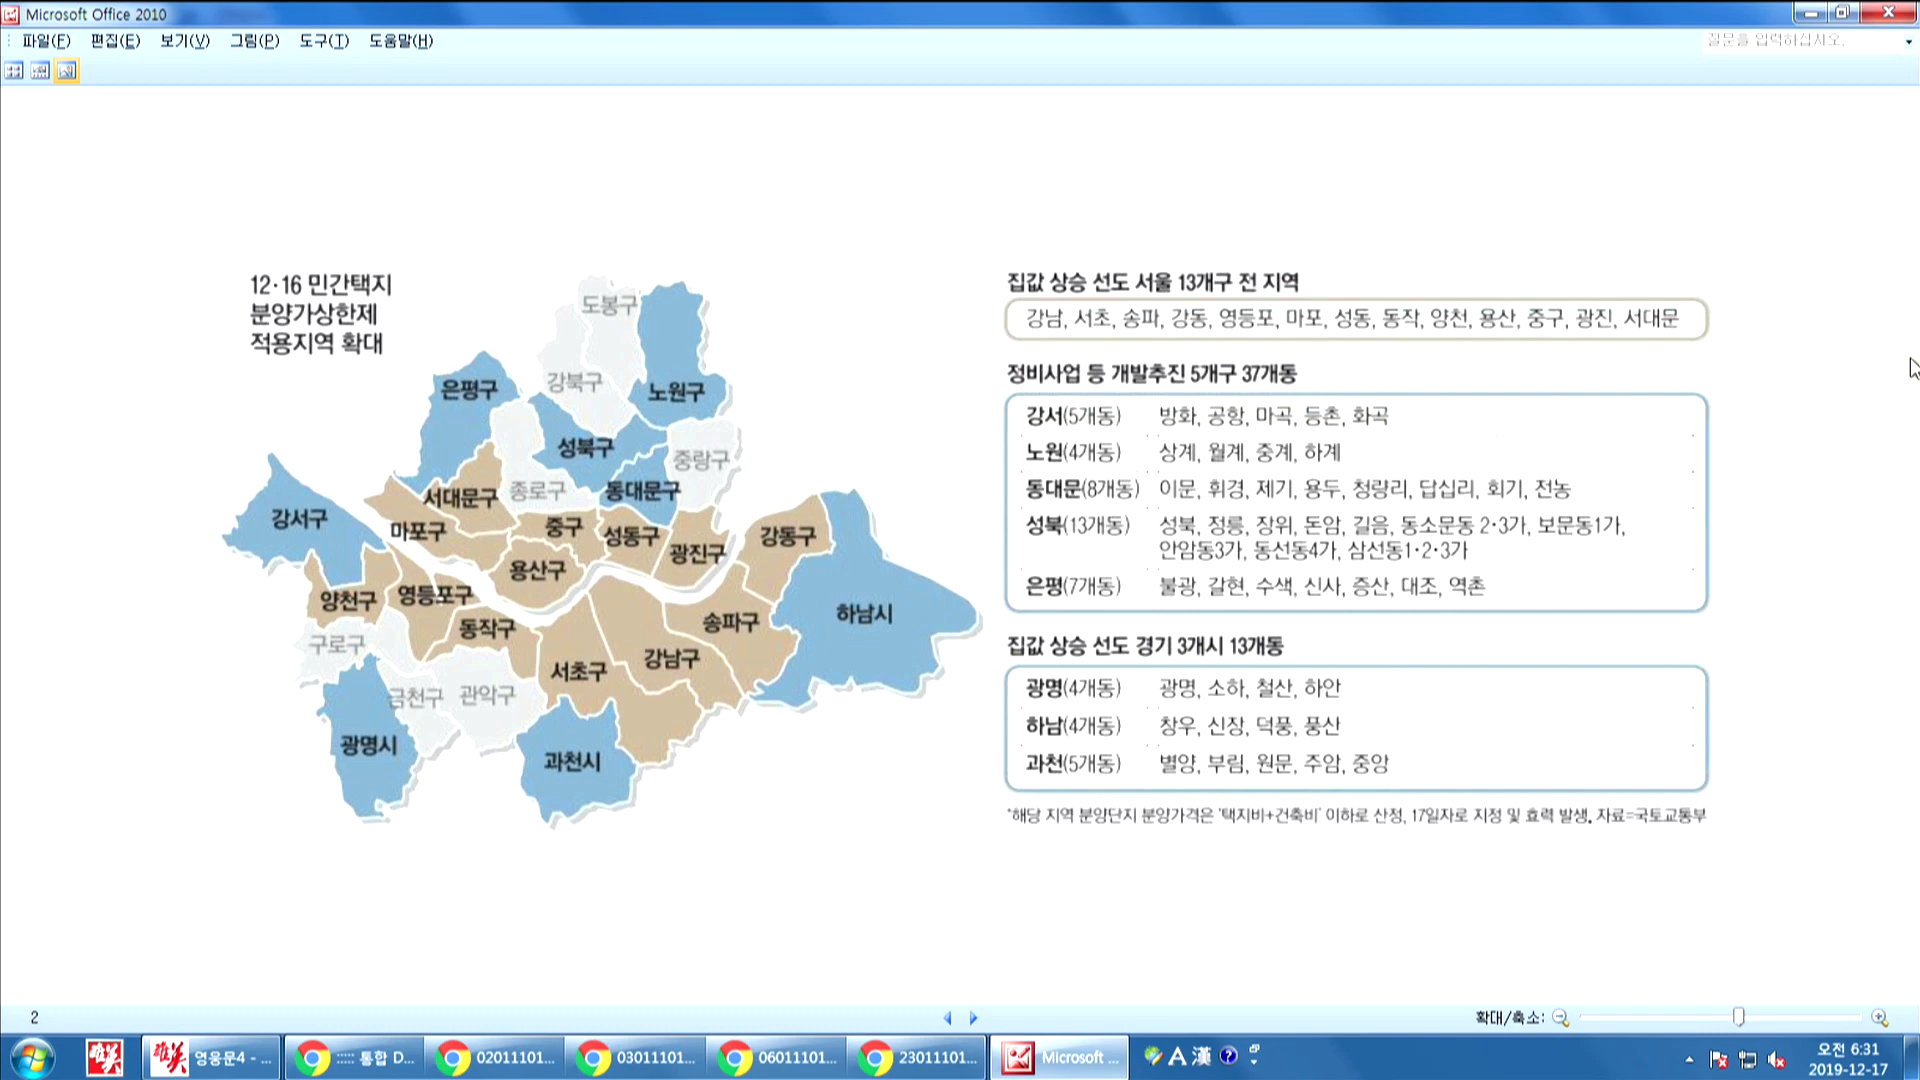 Microsoft Office 2010
파일(F) 편집(E) 보기(V) 그림(P) 도구(T) 도움말(H)
질문을 입력하십시오.
12·16 민간택지
분양가상한제
적용지역 확대
도봉구
강북구
노원구
은평구
성북구
중랑구
종로구
동대문구
서대문구
강서구
마포구
중구
성동구
광진구
강동구
용산구
양천구
영등포구
하남시
동작구
송파구
구로구
서초구
강남구
금천구
관악구
광명시
과천시
집값 상승 선도 서울 13개구 전 지역
강남, 서초, 송파, 강동, 영등포, 마포, 성동, 동작, 양천, 용산, 중구, 광진, 서대문
정비사업 등 개발추진 5개구 37개동
강서(5개동) 방화, 공항, 마곡, 등촌, 화곡
노원(4개동) 상계, 월계, 중계, 하계
동대문(8개동) 이문, 휘경, 제기, 용두, 청량리, 답십리, 회기, 전농
성북(13개동) 성북, 정릉, 장위, 돈암, 길음, 동소문동 2·3가, 보문동1가,
안암동3가, 동선동4가, 삼선동1·2·3가
은평(7개동) 불광, 갈현, 수색, 신사, 증산, 대조, 역촌
집값 상승 선도 경기 3개시 13개동
광명(4개동) 광명, 소하, 철산, 하안
하남(4개동) 창우, 신장, 덕풍, 풍산
과천(5개동) 별양, 부림, 원문, 주암, 중앙
*해당 지역 분양단지 분양가격은 '택지비+건축비' 이하로 산정, 17일자로 지정 및 효력 발생. 자료=국토교통부
2
확대/축소:
영웅문4 - ...
::::: 통합 D...
02011101...
03011101...
06011101...
23011101...
Microsoft ...
A 漢
오전 6:31
2019-12-17